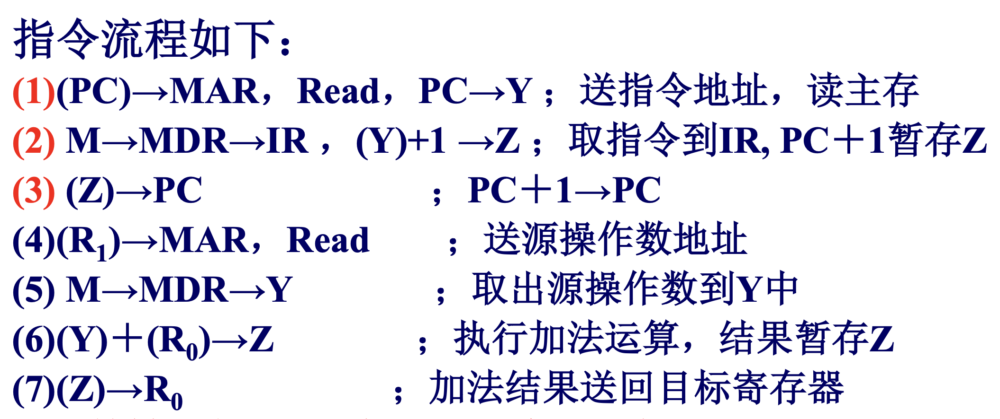 指令流程如下：
(1)(PC)→MAR，Read，PC→Y；送指令地址，读主存
(2) M→MDR→IR ，(Y)+1 →Z；取指令到IR, PC＋1暂存Z
(3) (Z)→PC ；PC＋1→PC
(4)(R₁)→MAR，Read ；送源操作数地址
(5) M→MDR→Y ；取出源操作数到Y中
(6)(Y)＋(R₀)→Z ；执行加法运算，结果暂存Z
(7)(Z)→R₀ ；加法结果送回目标寄存器